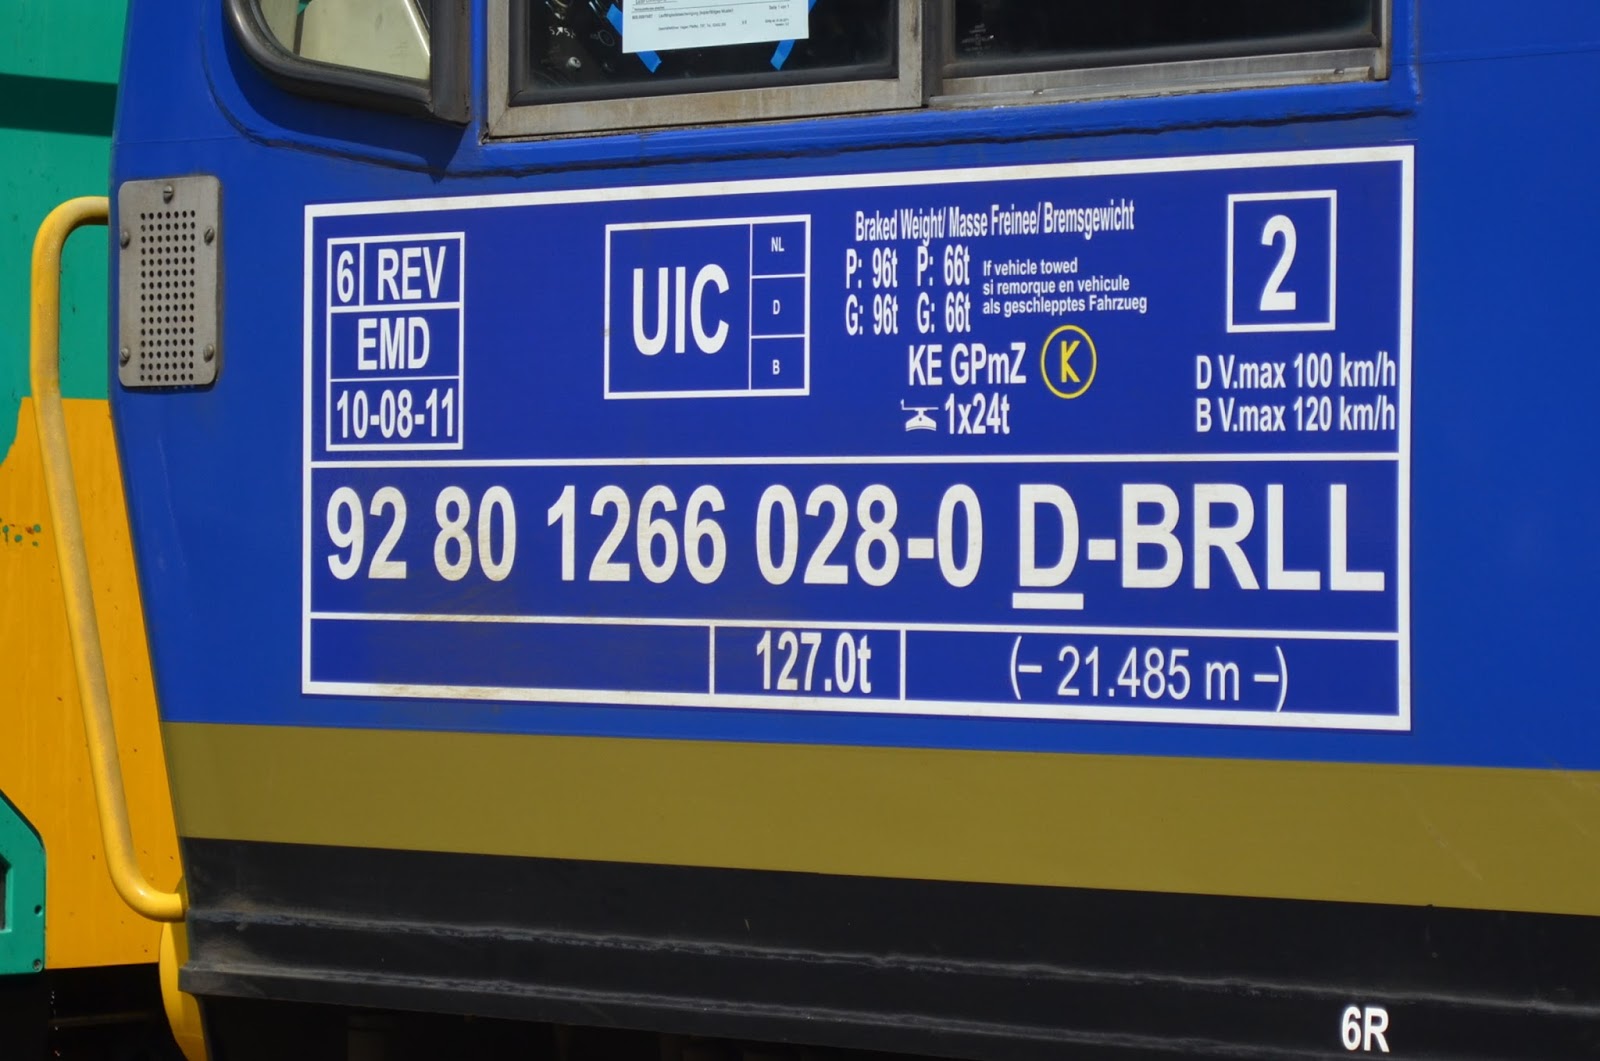 6 REV
EMD
10-08-11
UIC
NL
D
B
Braked Weight/ Masse Freinee/ Bremsgewicht
P: 96t P: 66t
G: 96t G: 66t
If vehicle towed
si remorque en vehicule
als geschlepptes Fahrzueg
KE GPmZ K
1x24t
2
D V.max 100 km/h
B V.max 120 km/h
92 80 1266 028-0 D-BRLL
127.0t
(– 21.485 m –)
6R